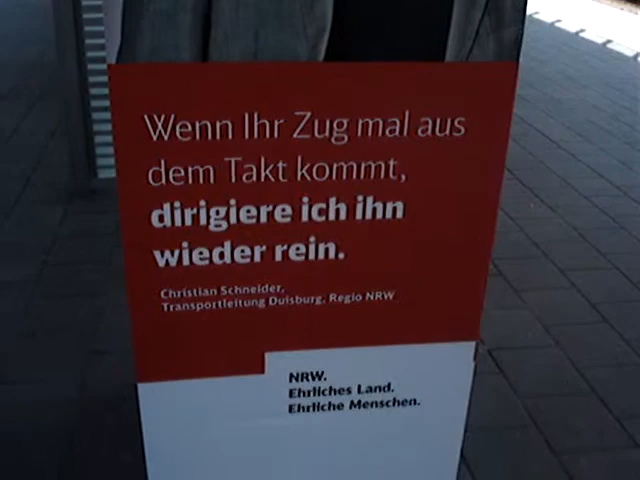 Wenn Ihr Zug mal aus
dem Takt kommt,
dirigiere ich ihn
wieder rein.
Christian Schneider,
Transportleitung Duisburg, Regio NRW
NRW.
Ehrliches Land.
Ehrliche Menschen.